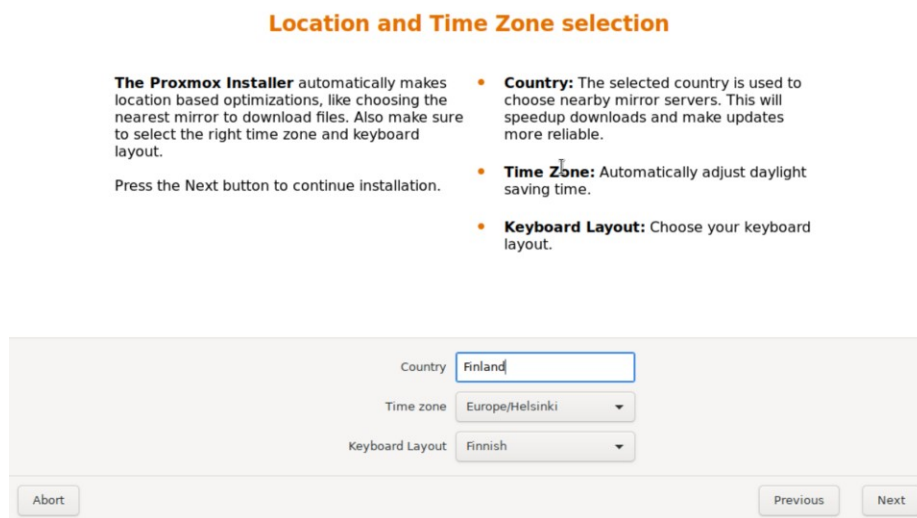 Location and Time Zone selection
The Proxmox Installer automatically makes
location based optimizations, like choosing the
nearest mirror to download files. Also make sure
to select the right time zone and keyboard
layout.
Press the Next button to continue installation.
Country: The selected country is used to
choose nearby mirror servers. This will
speedup downloads and make updates
more reliable.
Time Zone: Automatically adjust daylight
saving time.
Keyboard Layout: Choose your keyboard
layout.
Country Finland
Time zone Europe/Helsinki
Keyboard Layout Finnish
Abort Previous Next